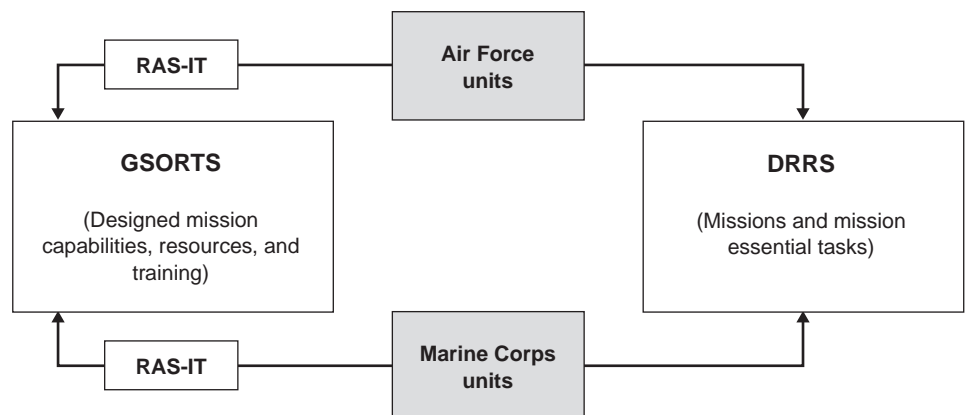 RAS-IT
Air Force
units
GSORTS
(Designed mission
capabilities, resources, and
training)
DRRS
(Missions and mission
essential tasks)
RAS-IT
Marine Corps
units